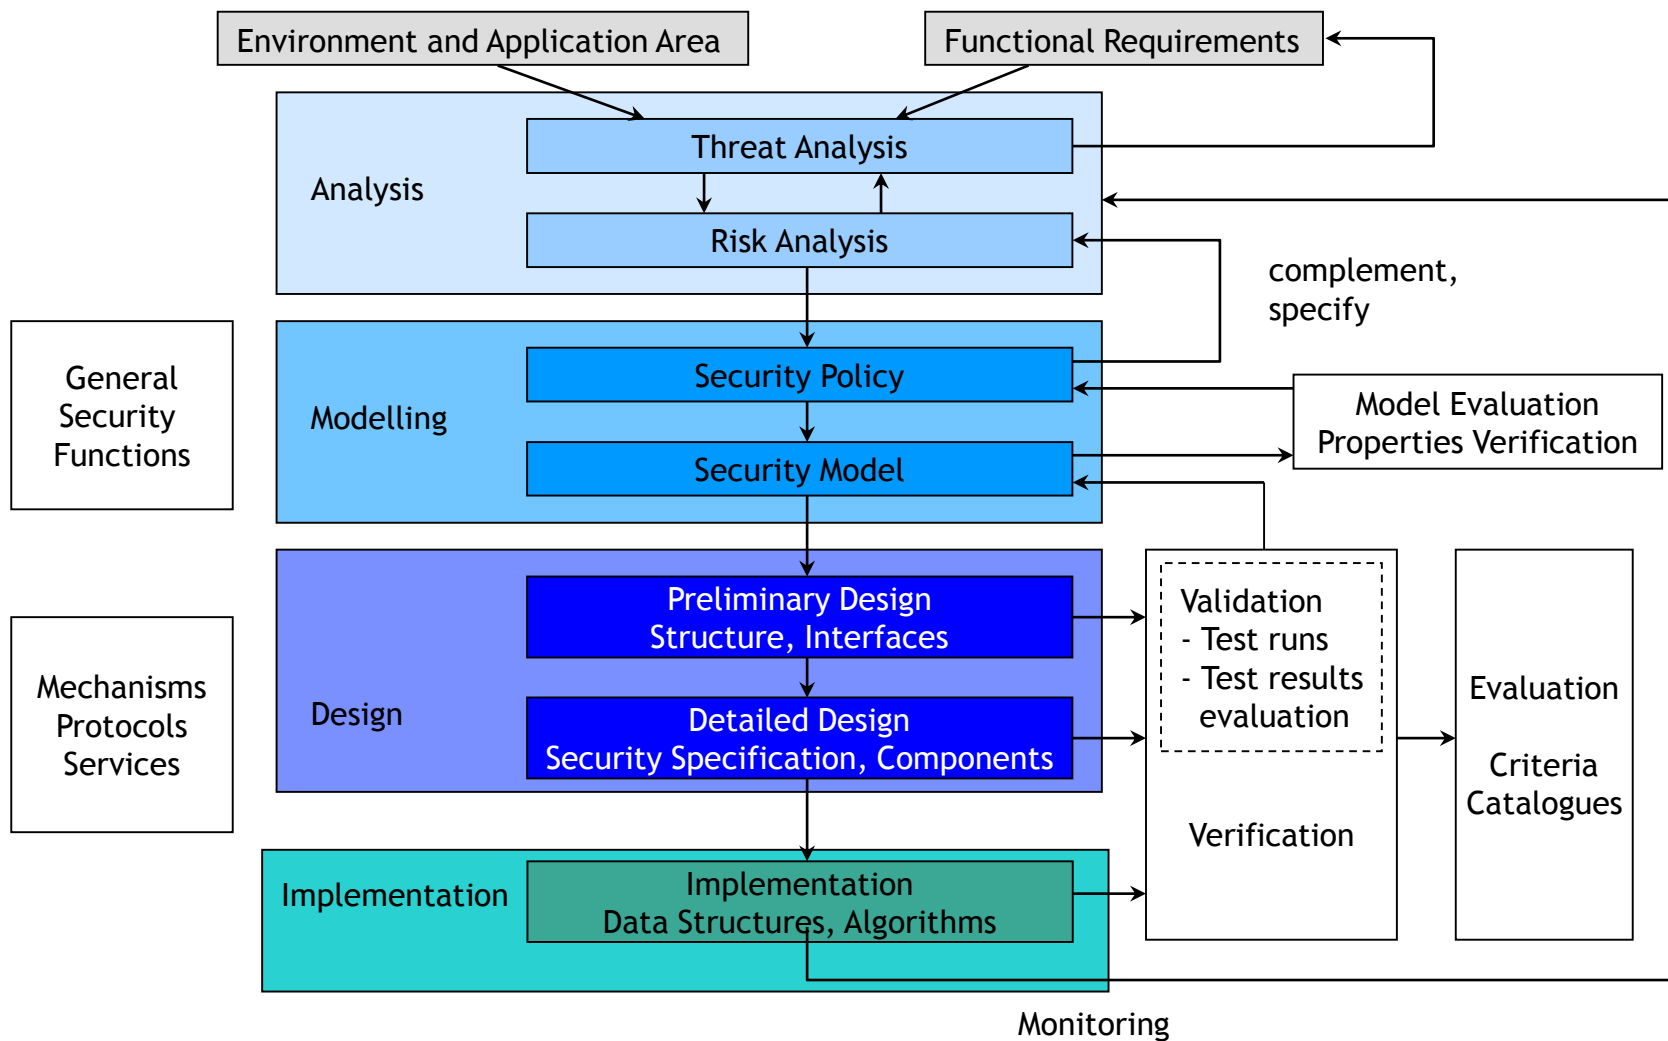 Environment and Application Area
Functional Requirements
Threat Analysis
Analysis
Risk Analysis
complement,
specify
General
Security
Functions
Security Policy
Modelling
Model Evaluation
Properties Verification
Security Model
Preliminary Design
Structure, Interfaces
Validation
- Test runs
- Test results
evaluation
Mechanisms
Protocols
Services
Design
Detailed Design
Security Specification, Components
Evaluation
Criteria
Catalogues
Verification
Implementation
Implementation
Data Structures, Algorithms
Monitoring